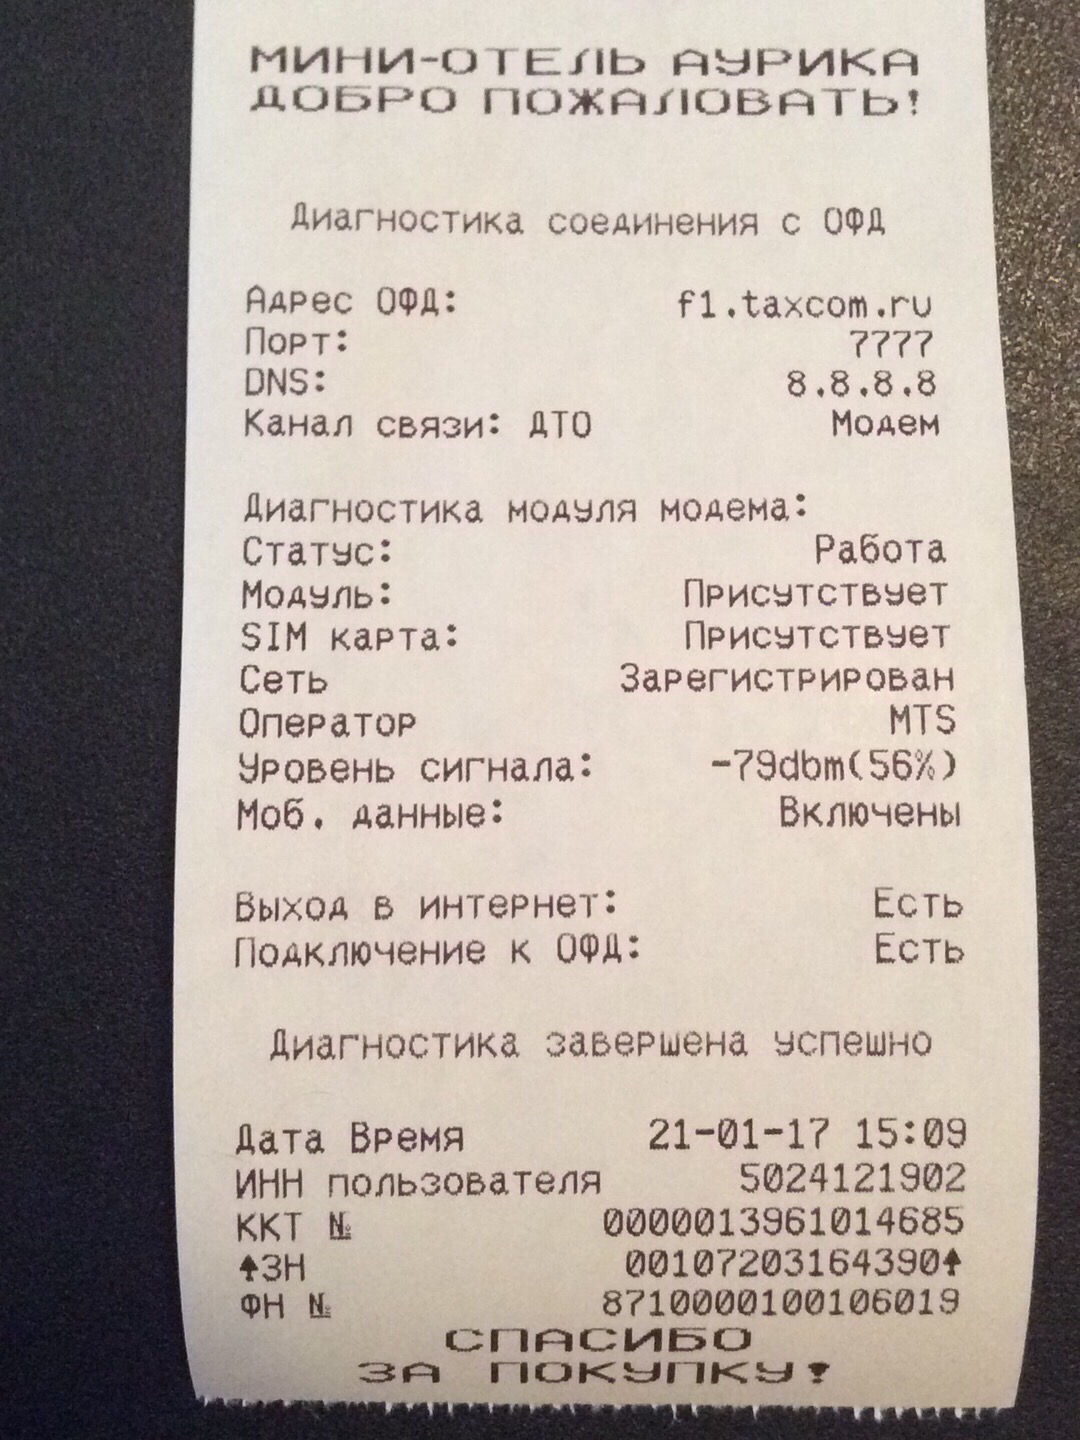 МИНИ-ОТЕЛЬ АУРИКА
ДОБРО ПОЖАЛОВАТЬ!
Диагностика соединения с ОФД
Адрес ОФД: f1.taxcom.ru
Порт: 7777
DNS: 8.8.8.8
Канал связи: ДТО Модем
Диагностика модуля модема:
Статус: Работа
Модуль: Присутствует
SIM карта: Присутствует
Сеть Зарегистрирован
Оператор MTS
Уровень сигнала: -79dbm(56%)
Моб. данные: Включены
Выход в интернет: Есть
Подключение к ОФД: Есть
Диагностика завершена успешно
Дата Время 21-01-17 15:09
ИНН пользователя 5024121902
ККТ № 0000013961014685
↑ЗН 00107203164390↑
ФН № 8710000100106019
СПАСИБО
ЗА ПОКУПКУ!